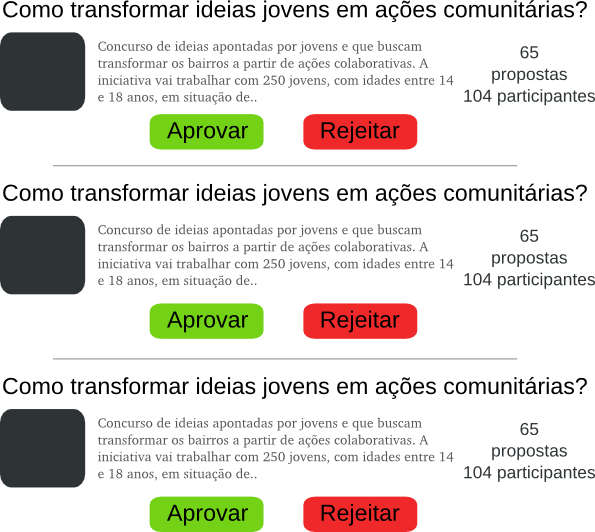 Como transformar ideias jovens em ações comunitárias?
Concurso de ideias apontadas por jovens e que buscam
transformar os bairros a partir de ações colaborativas. A
iniciativa vai trabalhar com 250 jovens, com idades entre 14
e 18 anos, em situação de..
65
propostas
104 participantes
Aprovar
Rejeitar
Como transformar ideias jovens em ações comunitárias?
Concurso de ideias apontadas por jovens e que buscam
transformar os bairros a partir de ações colaborativas. A
iniciativa vai trabalhar com 250 jovens, com idades entre 14
e 18 anos, em situação de..
65
propostas
104 participantes
Aprovar
Rejeitar
Como transformar ideias jovens em ações comunitárias?
Concurso de ideias apontadas por jovens e que buscam
transformar os bairros a partir de ações colaborativas. A
iniciativa vai trabalhar com 250 jovens, com idades entre 14
e 18 anos, em situação de..
65
propostas
104 participantes
Aprovar
Rejeitar